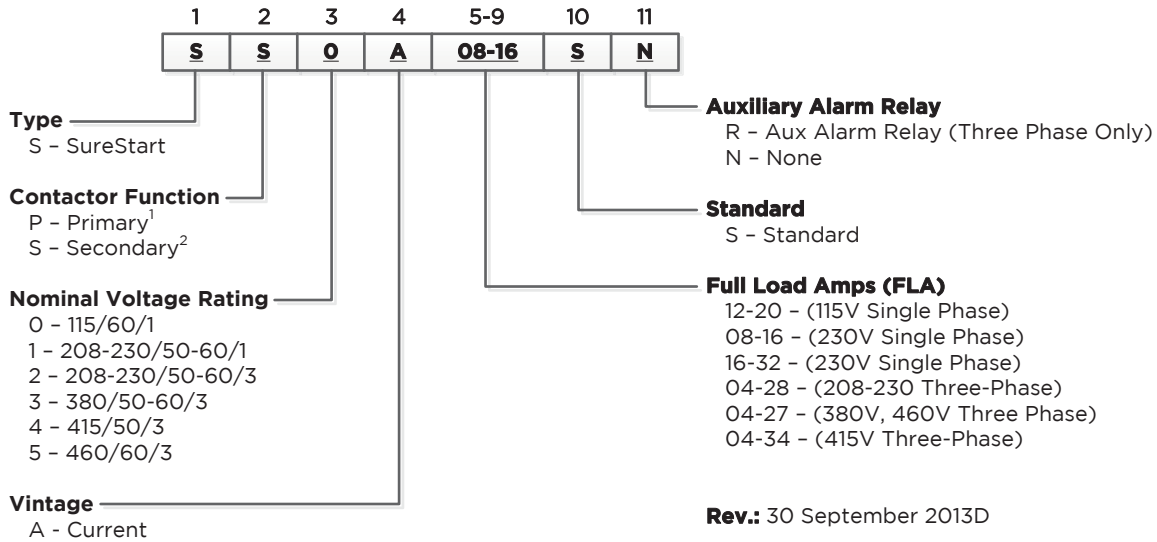 1 2 3 4 5-9 10 11
S S 0 A 08-16 S N
Type
S – SureStart
Contactor Function
P – Primary1
S – Secondary2
Nominal Voltage Rating
0 – 115/60/1
1 – 208-230/50-60/1
2 – 208-230/50-60/3
3 – 380/50-60/3
4 – 415/50/3
5 – 460/60/3
Vintage
A - Current
Auxiliary Alarm Relay
R – Aux Alarm Relay (Three Phase Only)
N – None
Standard
S – Standard
Full Load Amps (FLA)
12-20 – (115V Single Phase)
08-16 – (230V Single Phase)
16-32 – (230V Single Phase)
04-28 – (208-230 Three-Phase)
04-27 – (380V, 460V Three Phase)
04-34 – (415V Three-Phase)
Rev.: 30 September 2013D